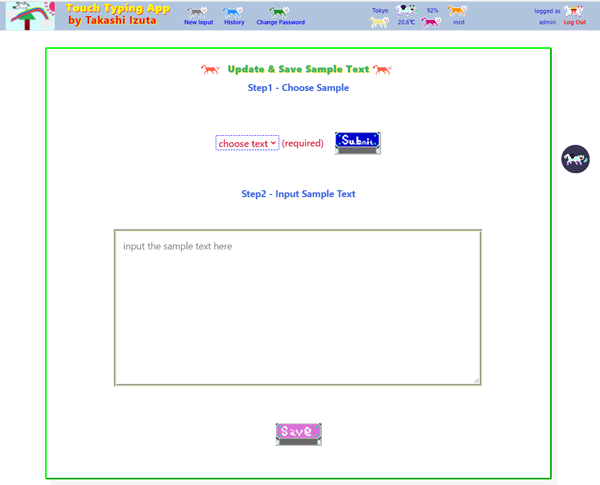 Touch Typing App
by Takashi Izuta
New Input
History
Change Password
Tokyo
92%
20.6℃
mist
logged as
admin
Log Out
Update & Save Sample Text
Step1 - Choose Sample
choose text (required)
Submit
Step2 - Input Sample Text
input the sample text here
Save